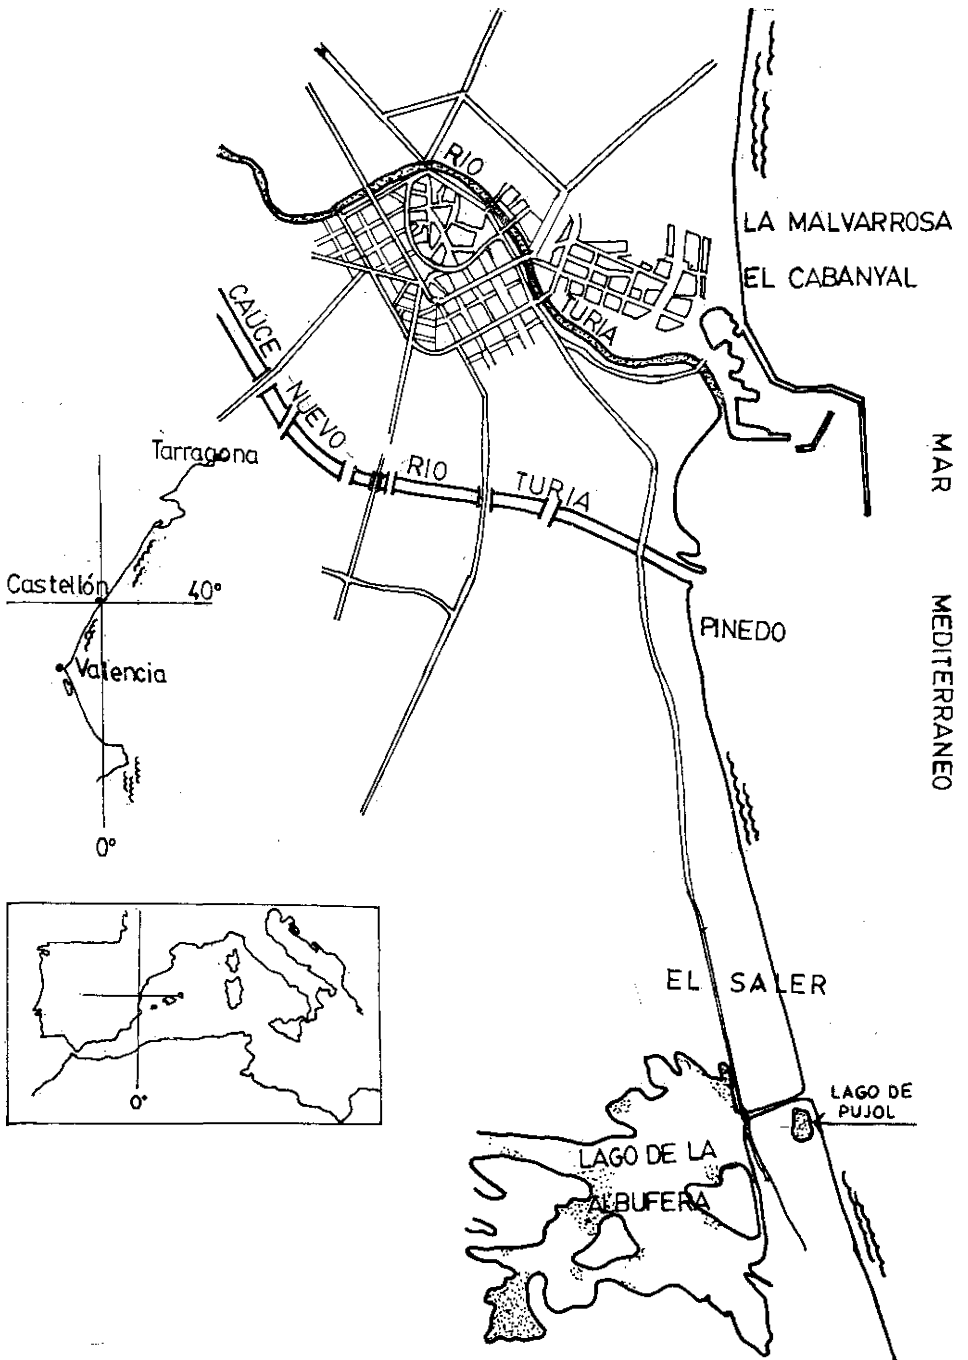 RIO
LA MALVARROSA
EL CABANYAL
TURIA
CAUCE
NUEVO
RIO
TURIA
MAR
MEDITERRANEO
Tarragona
Castellón
40°
Valencia
0°
PINEDO
EL SALER
0°
LAGO DE
PUJOL
LAGO DE LA
ALBUFERA